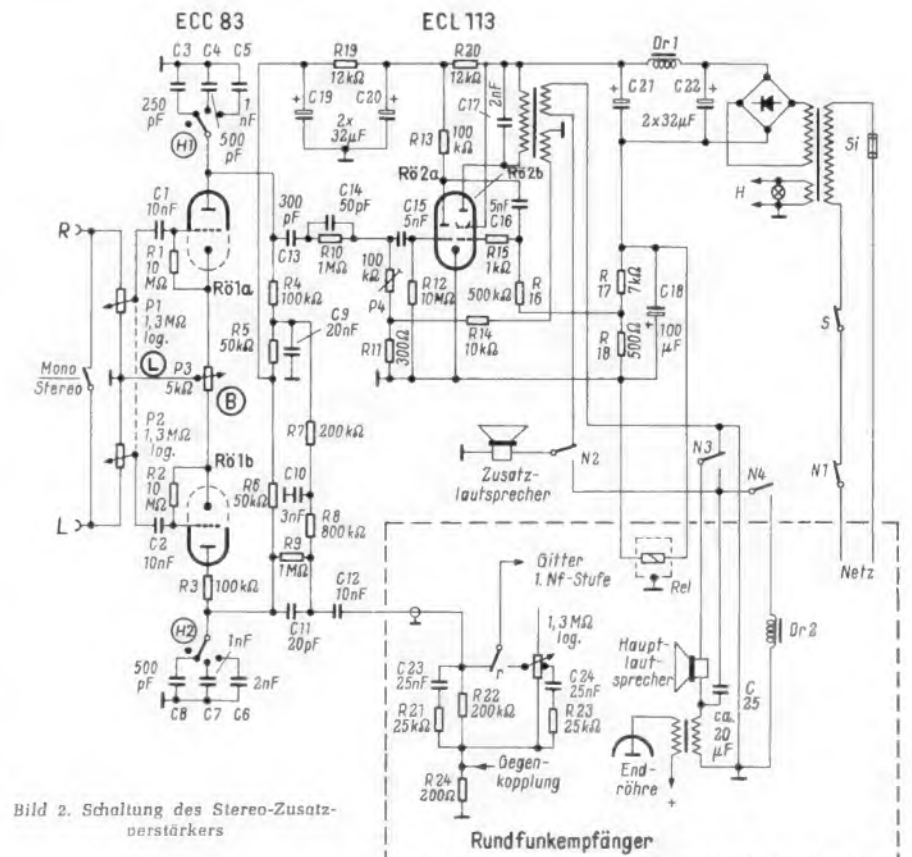 ECC 83
ECL 113
C3 C4 C5
250 pF
500 pF
1 nF
H1
R19
12kΩ
C19
C20
2x
32µF
R20
12kΩ
C17
2nF
R13
100
kΩ
Dr1
C21
C22
2x32µF
Si
H
Rö2a
Rö2b
C1
10nF
R
R1
10
MΩ
Rö1a
300
pF
C13
C14
50pF
R10
1MΩ
C15
5nF
5nF
C16
R15
1kΩ
100
kΩ
P4
R12
10MΩ
500kΩ
R
16
R
17
7kΩ
C18
100
µF
R
18
500Ω
R4
100kΩ
C9
20nF
R5
50kΩ
R11
300Ω
R14
10kΩ
P1
1,3MΩ
log.
Mono
Stereo
L
P3
5kΩ
B
P2
1,3MΩ
log.
R7
200kΩ
Rö1b
R2
10
MΩ
L
C2
10nF
R6
50kΩ
C10
3nF
R8
800kΩ
R9
1MΩ
R3
100kΩ
C12
10nF
C11
20pF
H2
500
pF
1nF
2nF
C8 C7 C6
Zusatz-
lautsprecher
N2
N3
N4
S
N1
Netz
Rel
Gitter
1. Nf-Stufe
r
1,3MΩ
log.
C23
25nF
R22
200kΩ
C24
25nF
R21
25kΩ
R23
25kΩ
Gegen-
kopplung
R24
200Ω
Haupt-
laut-
sprecher
Dr2
C
25
ca.
20
µF
End-
röhre
+
Rundfunkempfänger
Bild 2. Schaltung des Stereo-Zusatz-
verstärkers